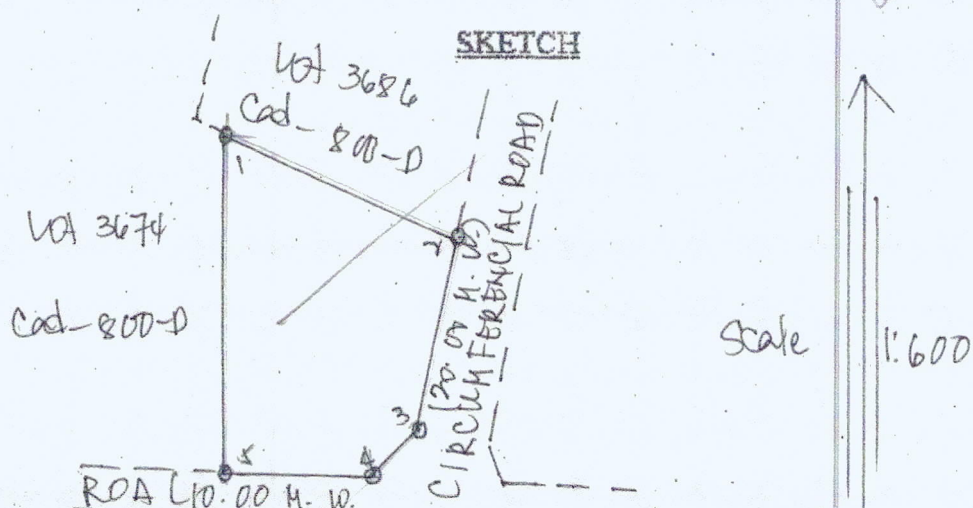 SKETCH
Lot 3686
Cad-800-D
1
Lot 3674
Cad-800-D
2
3
4
5
CIRCUMFERENCIAL ROAD
(20.00 M.W.)
ROAD (10.00 M.W.
Scale
1:600